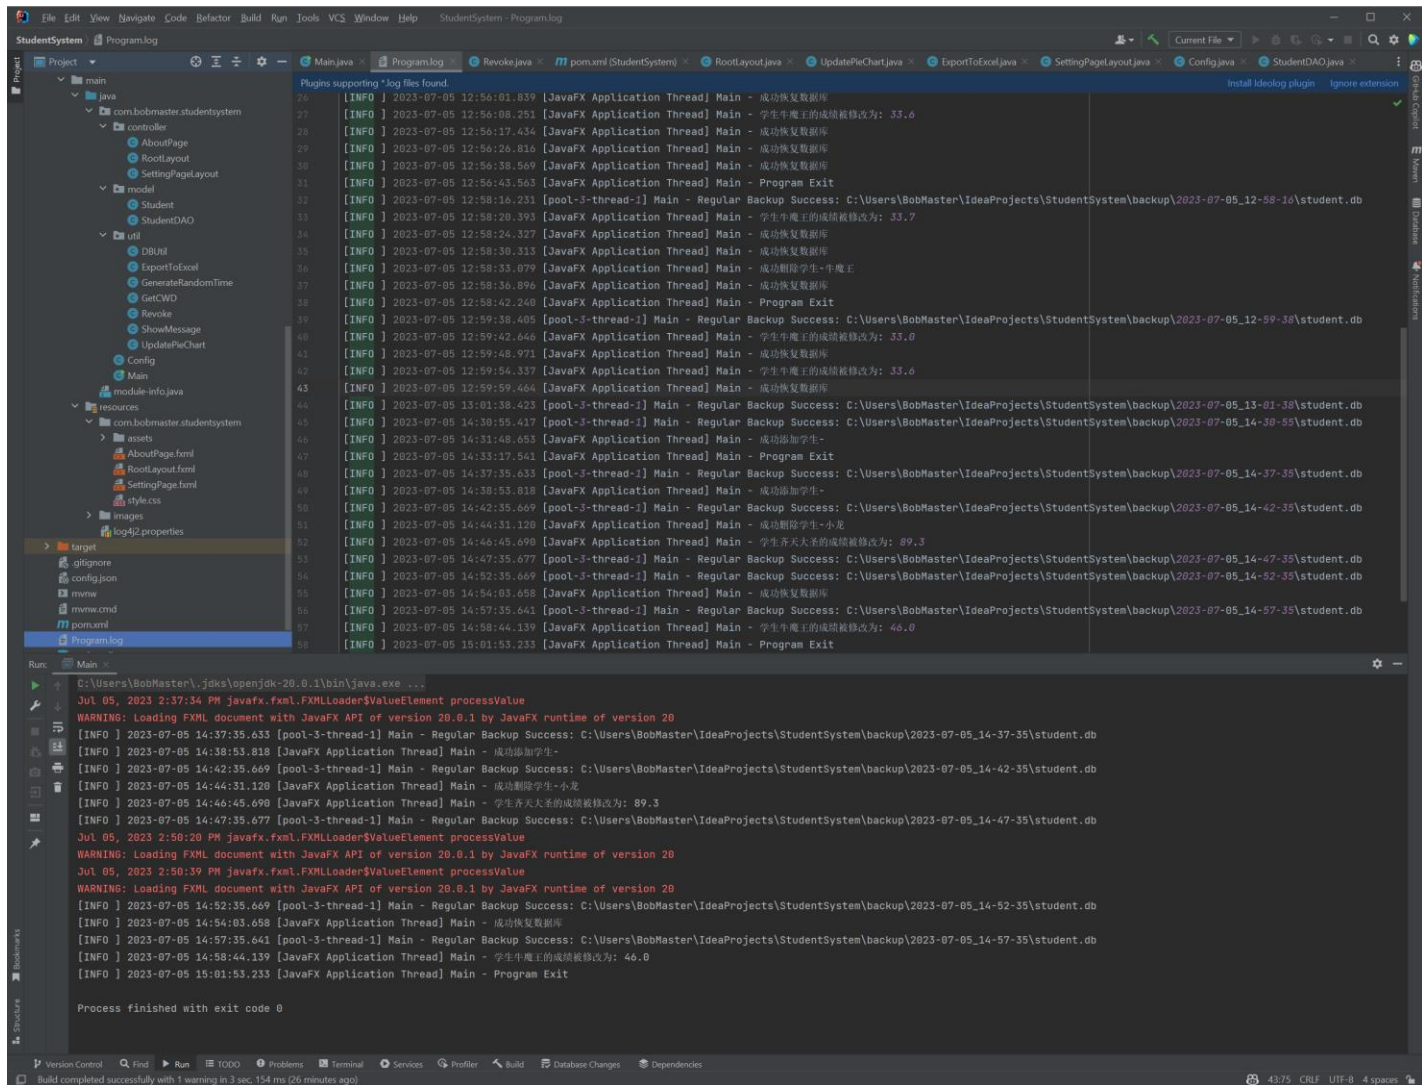 File Edit View Navigate Code Refactor Build Run Tools VCS Window Help StudentSystem - Program.log
StudentSystem Program.log Current File
Project Main.java Program.log Revoke.java pom.xml (StudentSystem) RootLayout.java UpdatePieChart.java ExportToExcel.java SettingPageLayout.java Config.java StudentDAO.java
Plugins supporting *.log files found. Install Ideolog plugin Ignore extension
main
java
com.bobmaster.studentsystem
controller
AboutPage
RootLayout
SettingPageLayout
model
Student
StudentDAO
util
DBUtil
ExportToExcel
GenerateRandomTime
GetCWD
Revoke
ShowMessage
UpdatePieChart
Config
Main
module-info.java
resources
com.bobmaster.studentsystem
assets
AboutPage.fxml
RootLayout.fxml
SettingPage.fxml
style.css
images
log4j2.properties
target
.gitignore
config.json
mvnw
mvnw.cmd
pom.xml
Program.log
26 [INFO ] 2023-07-05 12:56:01.839 [JavaFX Application Thread] Main - 成功恢复数据库
27 [INFO ] 2023-07-05 12:56:08.251 [JavaFX Application Thread] Main - 学生牛魔王的成绩被修改为: 33.6
28 [INFO ] 2023-07-05 12:56:17.434 [JavaFX Application Thread] Main - 成功恢复数据库
29 [INFO ] 2023-07-05 12:56:26.816 [JavaFX Application Thread] Main - 成功恢复数据库
30 [INFO ] 2023-07-05 12:56:38.569 [JavaFX Application Thread] Main - 成功恢复数据库
31 [INFO ] 2023-07-05 12:56:43.563 [JavaFX Application Thread] Main - Program Exit
32 [INFO ] 2023-07-05 12:58:16.231 [pool-3-thread-1] Main - Regular Backup Success: C:\Users\BobMaster\IdeaProjects\StudentSystem\backup\2023-07-05_12-58-16\student.db
33 [INFO ] 2023-07-05 12:58:20.393 [JavaFX Application Thread] Main - 学生牛魔王的成绩被修改为: 33.7
34 [INFO ] 2023-07-05 12:58:24.327 [JavaFX Application Thread] Main - 成功恢复数据库
35 [INFO ] 2023-07-05 12:58:30.313 [JavaFX Application Thread] Main - 成功恢复数据库
36 [INFO ] 2023-07-05 12:58:33.079 [JavaFX Application Thread] Main - 成功删除学生-牛魔王
37 [INFO ] 2023-07-05 12:58:36.896 [JavaFX Application Thread] Main - 成功恢复数据库
38 [INFO ] 2023-07-05 12:58:42.240 [JavaFX Application Thread] Main - Program Exit
39 [INFO ] 2023-07-05 12:59:38.405 [pool-3-thread-1] Main - Regular Backup Success: C:\Users\BobMaster\IdeaProjects\StudentSystem\backup\2023-07-05_12-59-38\student.db
40 [INFO ] 2023-07-05 12:59:42.646 [JavaFX Application Thread] Main - 学生牛魔王的成绩被修改为: 33.0
41 [INFO ] 2023-07-05 12:59:48.971 [JavaFX Application Thread] Main - 成功恢复数据库
42 [INFO ] 2023-07-05 12:59:54.337 [JavaFX Application Thread] Main - 学生牛魔王的成绩被修改为: 33.6
43 [INFO ] 2023-07-05 12:59:59.464 [JavaFX Application Thread] Main - 成功恢复数据库
44 [INFO ] 2023-07-05 13:01:38.423 [pool-3-thread-1] Main - Regular Backup Success: C:\Users\BobMaster\IdeaProjects\StudentSystem\backup\2023-07-05_13-01-38\student.db
45 [INFO ] 2023-07-05 14:30:55.417 [pool-3-thread-1] Main - Regular Backup Success: C:\Users\BobMaster\IdeaProjects\StudentSystem\backup\2023-07-05_14-30-55\student.db
46 [INFO ] 2023-07-05 14:31:48.653 [JavaFX Application Thread] Main - 成功添加学生-
47 [INFO ] 2023-07-05 14:33:17.541 [JavaFX Application Thread] Main - Program Exit
48 [INFO ] 2023-07-05 14:37:35.633 [pool-3-thread-1] Main - Regular Backup Success: C:\Users\BobMaster\IdeaProjects\StudentSystem\backup\2023-07-05_14-37-35\student.db
49 [INFO ] 2023-07-05 14:38:53.818 [JavaFX Application Thread] Main - 成功添加学生-
50 [INFO ] 2023-07-05 14:42:35.669 [pool-3-thread-1] Main - Regular Backup Success: C:\Users\BobMaster\IdeaProjects\StudentSystem\backup\2023-07-05_14-42-35\student.db
51 [INFO ] 2023-07-05 14:44:31.120 [JavaFX Application Thread] Main - 成功删除学生-小龙
52 [INFO ] 2023-07-05 14:46:45.690 [JavaFX Application Thread] Main - 学生齐天大圣的成绩被修改为: 89.3
53 [INFO ] 2023-07-05 14:47:35.677 [pool-3-thread-1] Main - Regular Backup Success: C:\Users\BobMaster\IdeaProjects\StudentSystem\backup\2023-07-05_14-47-35\student.db
54 [INFO ] 2023-07-05 14:52:35.669 [pool-3-thread-1] Main - Regular Backup Success: C:\Users\BobMaster\IdeaProjects\StudentSystem\backup\2023-07-05_14-52-35\student.db
55 [INFO ] 2023-07-05 14:54:03.658 [JavaFX Application Thread] Main - 成功恢复数据库
56 [INFO ] 2023-07-05 14:57:35.641 [pool-3-thread-1] Main - Regular Backup Success: C:\Users\BobMaster\IdeaProjects\StudentSystem\backup\2023-07-05_14-57-35\student.db
57 [INFO ] 2023-07-05 14:58:44.139 [JavaFX Application Thread] Main - 学生牛魔王的成绩被修改为: 46.0
58 [INFO ] 2023-07-05 15:01:53.233 [JavaFX Application Thread] Main - Program Exit
Project
Bookmarks
Structure
GitHub Copilot
Maven
Database
Notifications
Run: Main
C:\Users\BobMaster\.jdks\openjdk-20.0.1\bin\java.exe ...
Jul 05, 2023 2:37:34 PM javafx.fxml.FXMLLoader$ValueElement processValue
WARNING: Loading FXML document with JavaFX API of version 20.0.1 by JavaFX runtime of version 20
[INFO ] 2023-07-05 14:37:35.633 [pool-3-thread-1] Main - Regular Backup Success: C:\Users\BobMaster\IdeaProjects\StudentSystem\backup\2023-07-05_14-37-35\student.db
[INFO ] 2023-07-05 14:38:53.818 [JavaFX Application Thread] Main - 成功添加学生-
[INFO ] 2023-07-05 14:42:35.669 [pool-3-thread-1] Main - Regular Backup Success: C:\Users\BobMaster\IdeaProjects\StudentSystem\backup\2023-07-05_14-42-35\student.db
[INFO ] 2023-07-05 14:44:31.120 [JavaFX Application Thread] Main - 成功删除学生-小龙
[INFO ] 2023-07-05 14:46:45.690 [JavaFX Application Thread] Main - 学生齐天大圣的成绩被修改为: 89.3
[INFO ] 2023-07-05 14:47:35.677 [pool-3-thread-1] Main - Regular Backup Success: C:\Users\BobMaster\IdeaProjects\StudentSystem\backup\2023-07-05_14-47-35\student.db
Jul 05, 2023 2:50:20 PM javafx.fxml.FXMLLoader$ValueElement processValue
WARNING: Loading FXML document with JavaFX API of version 20.0.1 by JavaFX runtime of version 20
Jul 05, 2023 2:50:39 PM javafx.fxml.FXMLLoader$ValueElement processValue
WARNING: Loading FXML document with JavaFX API of version 20.0.1 by JavaFX runtime of version 20
[INFO ] 2023-07-05 14:52:35.669 [pool-3-thread-1] Main - Regular Backup Success: C:\Users\BobMaster\IdeaProjects\StudentSystem\backup\2023-07-05_14-52-35\student.db
[INFO ] 2023-07-05 14:54:03.658 [JavaFX Application Thread] Main - 成功恢复数据库
[INFO ] 2023-07-05 14:57:35.641 [pool-3-thread-1] Main - Regular Backup Success: C:\Users\BobMaster\IdeaProjects\StudentSystem\backup\2023-07-05_14-57-35\student.db
[INFO ] 2023-07-05 14:58:44.139 [JavaFX Application Thread] Main - 学生牛魔王的成绩被修改为: 46.0
[INFO ] 2023-07-05 15:01:53.233 [JavaFX Application Thread] Main - Program Exit
Process finished with exit code 0
Version Control Find Run TODO Problems Terminal Services Profiler Build Database Changes Dependencies
Build completed successfully with 1 warning in 3 sec, 154 ms (26 minutes ago) 43:75 CRLF UTF-8 4 spaces